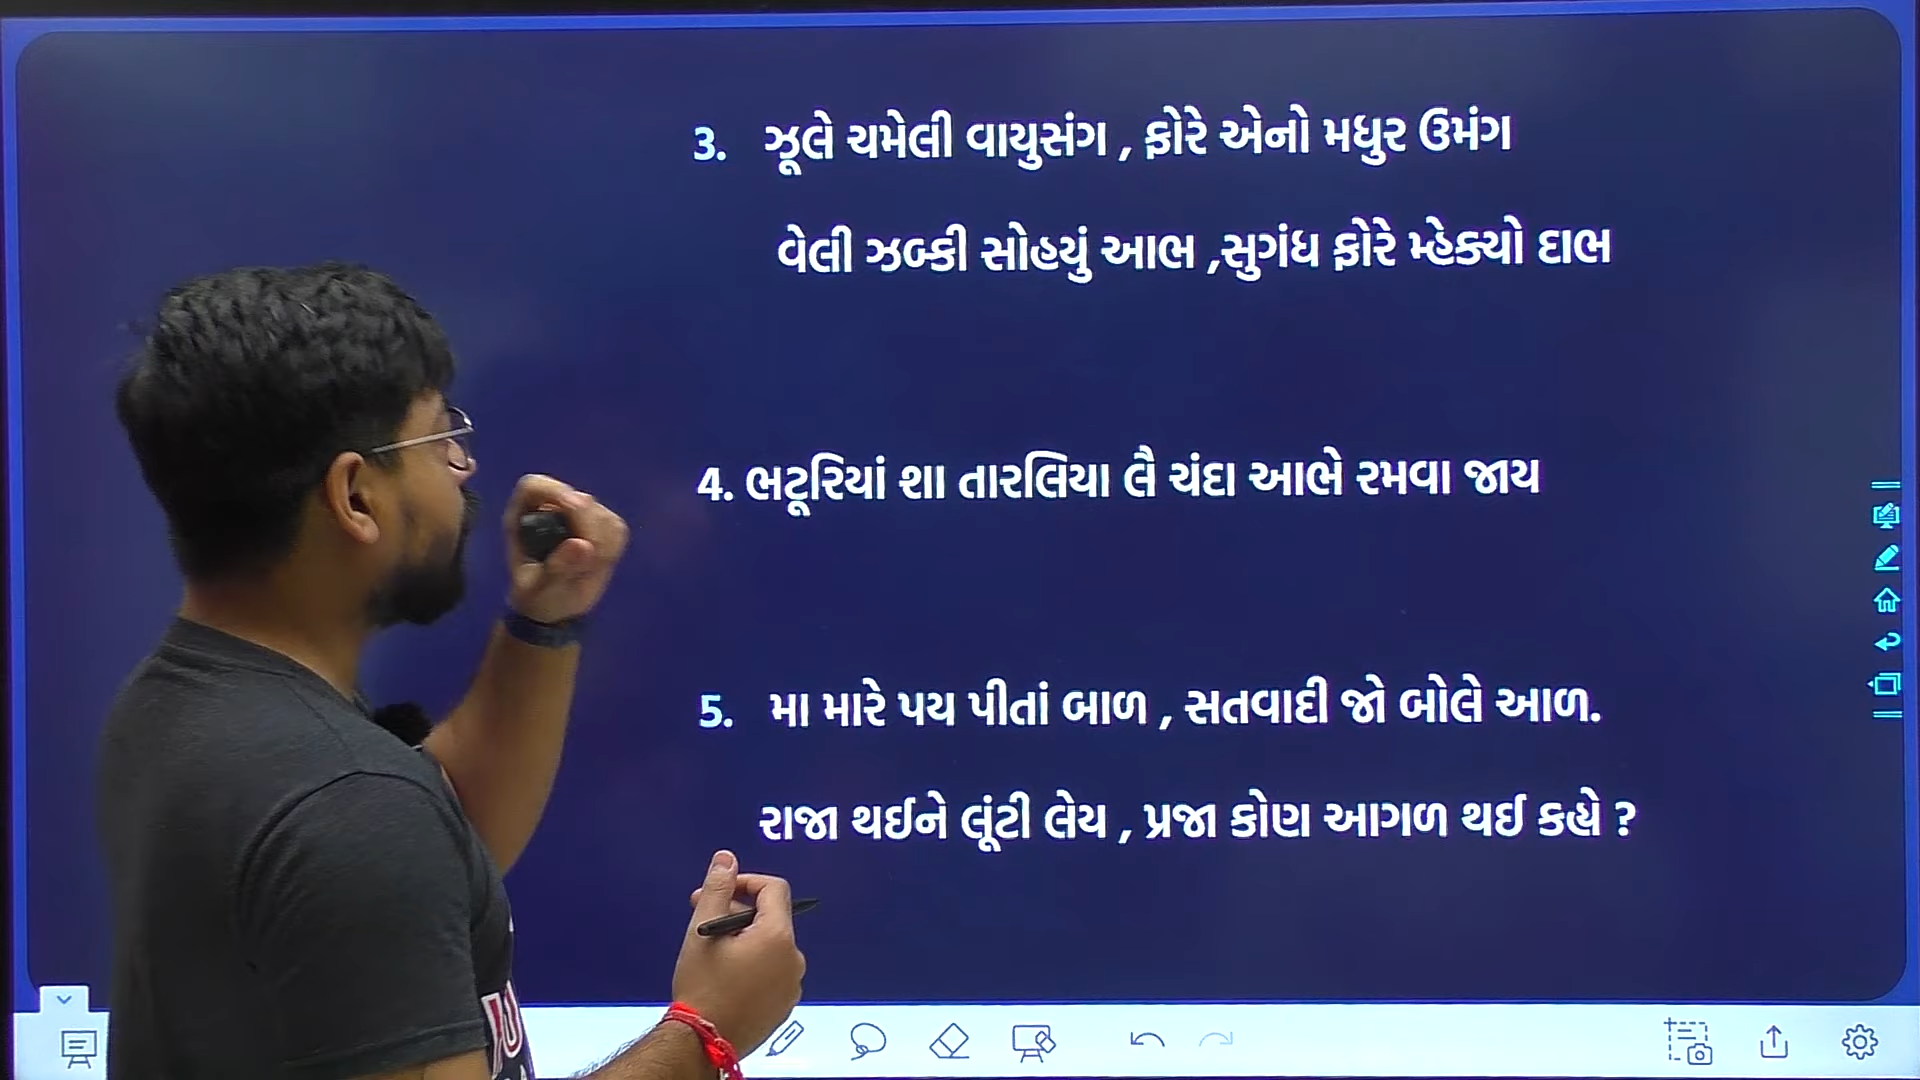 3. ઝૂલે ચમેલી વાયુસંગ , ફોરે એનો મધુર ઉમંગ
વેલી ઝબ્કી સોહયું આભ ,સુગંધ ફોરે મ્હેક્યો દાભ
4. ભટૂરિયાં શા તારલિયા લૈ ચંદા આભે રમવા જાય
5. મા મારે પય પીતાં બાળ , સતવાદી જો બોલે આળ.
રાજા થઈને લૂંટી લેય , પ્રજા કોણ આગળ થઈ કહ્યે ?